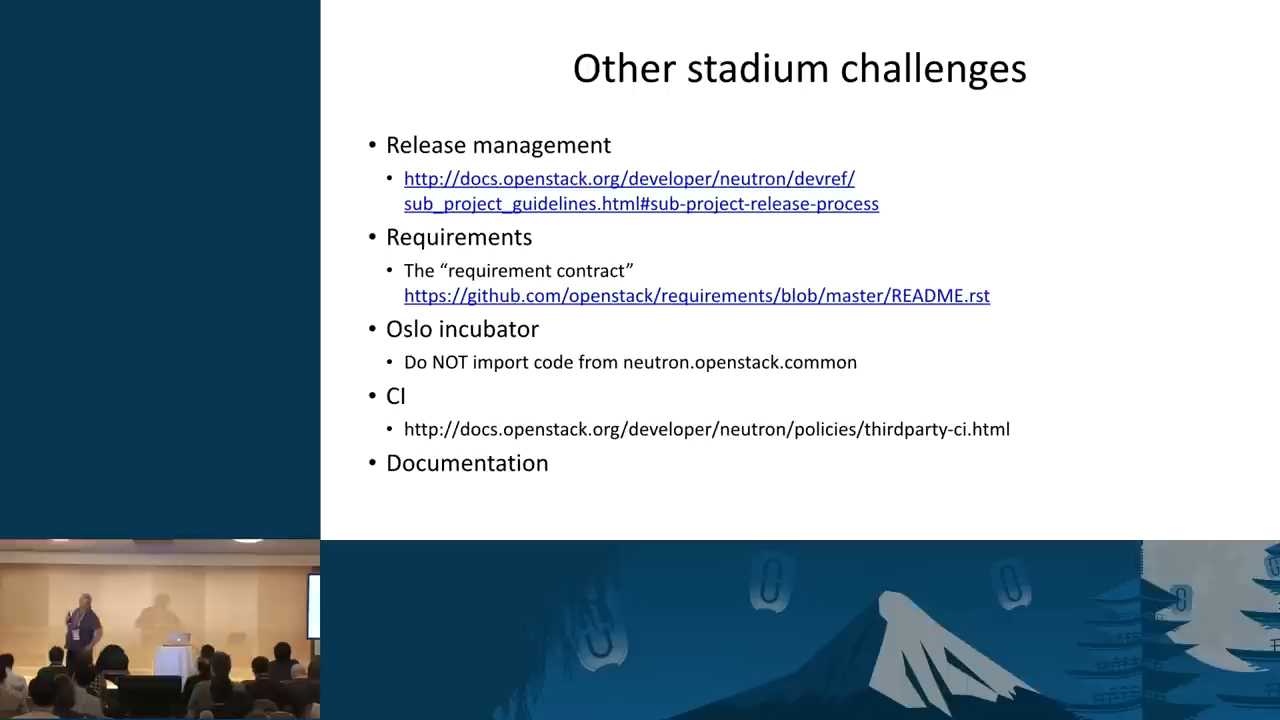 Other stadium challenges
• Release management
• http://docs.openstack.org/developer/neutron/devref/
sub_project_guidelines.html#sub-project-release-process
• Requirements
• The “requirement contract”
https://github.com/openstack/requirements/blob/master/README.rst
• Oslo incubator
• Do NOT import code from neutron.openstack.common
• CI
• http://docs.openstack.org/developer/neutron/policies/thirdparty-ci.html
• Documentation